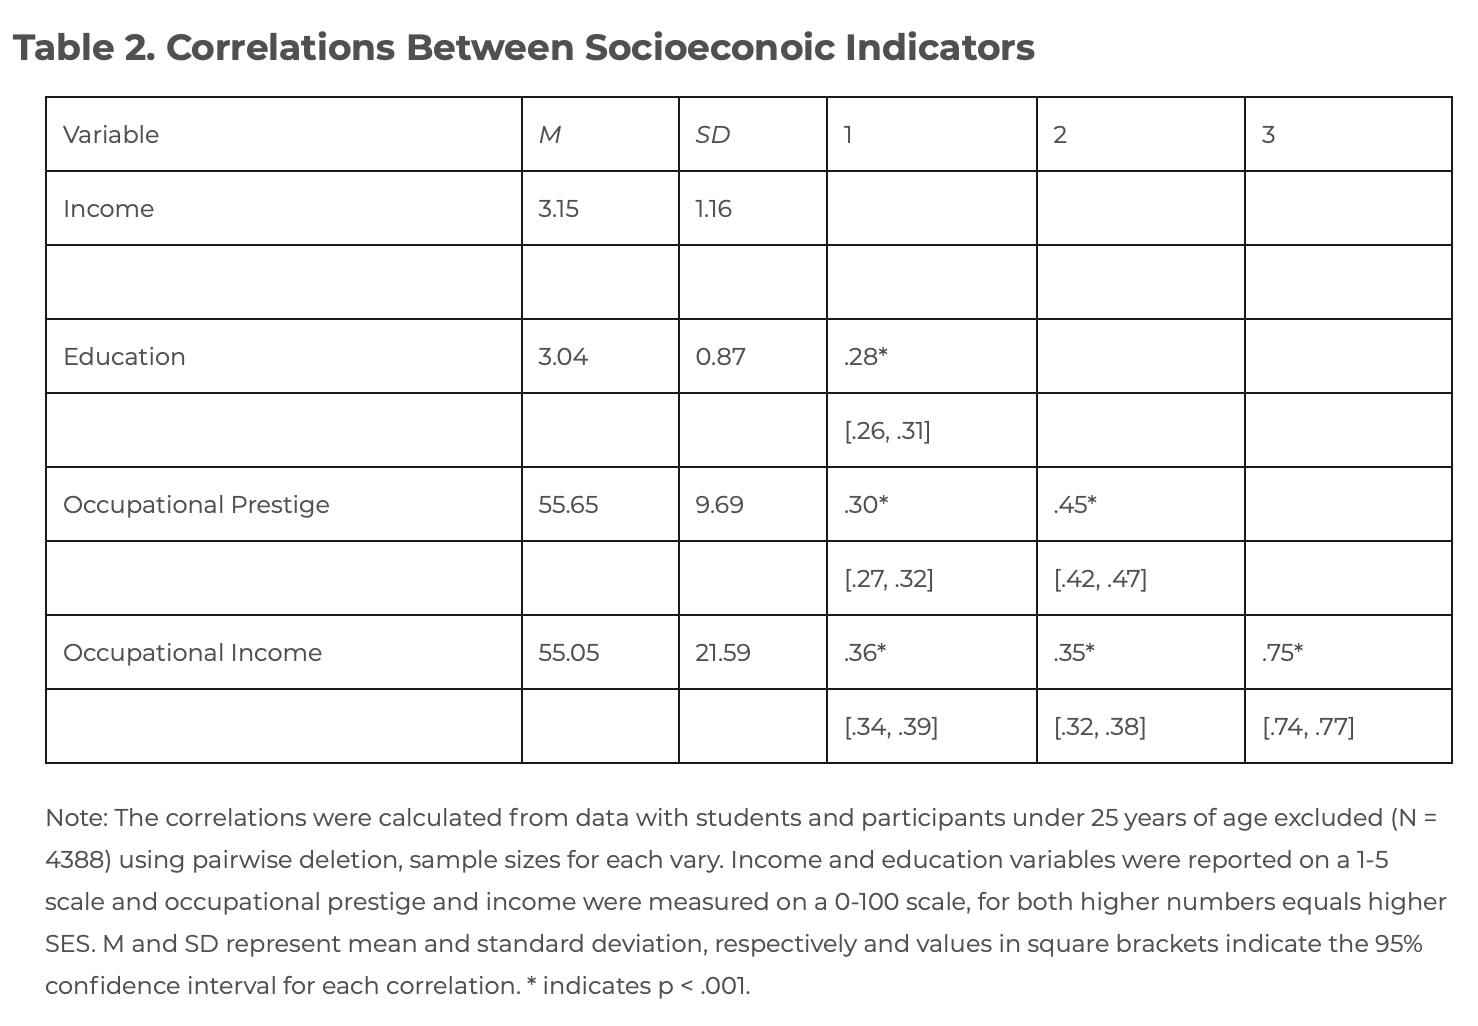 Table 2. Correlations Between Socioeconoic Indicators
Variable M SD 1 2 3
Income 3.15 1.16
Education 3.04 0.87 .28*
[.26, .31]
Occupational Prestige 55.65 9.69 .30* .45*
[.27, .32] [.42, .47]
Occupational Income 55.05 21.59 .36* .35* .75*
[.34, .39] [.32, .38] [.74, .77]
Note: The correlations were calculated from data with students and participants under 25 years of age excluded (N =
4388) using pairwise deletion, sample sizes for each vary. Income and education variables were reported on a 1-5
scale and occupational prestige and income were measured on a 0-100 scale, for both higher numbers equals higher
SES. M and SD represent mean and standard deviation, respectively and values in square brackets indicate the 95%
confidence interval for each correlation. * indicates p < .001.